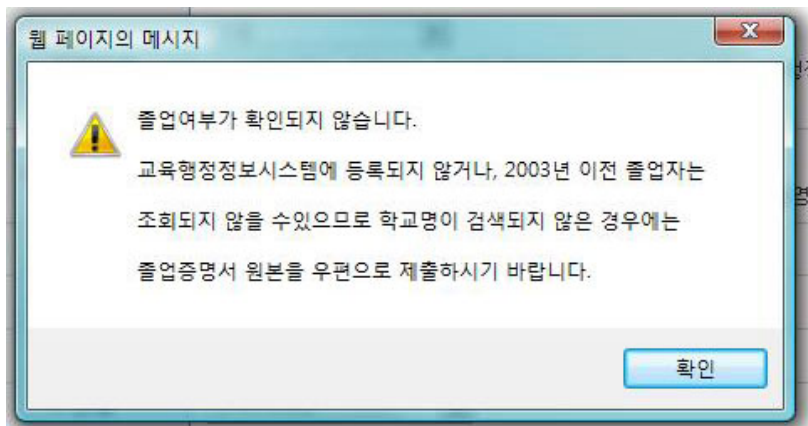 웹 페이지의 메시지
졸업여부가 확인되지 않습니다.
교육행정정보시스템에 등록되지 않거나, 2003년 이전 졸업자는
조회되지 않을 수있으므로 학교명이 검색되지 않은 경우에는
졸업증명서 원본을 우편으로 제출하시기 바랍니다.
확인